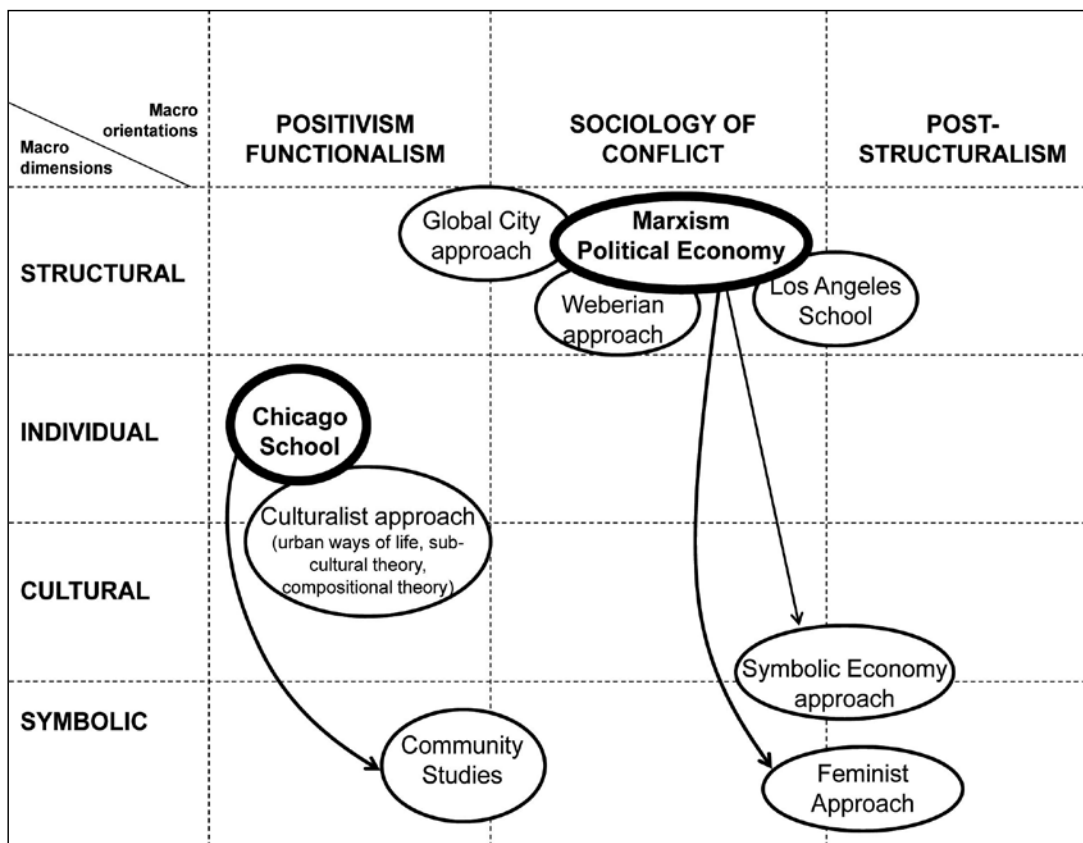 Macro
orientations
Macro
dimensions
POSITIVISM
FUNCTIONALISM
SOCIOLOGY OF
CONFLICT
POST-
STRUCTURALISM
STRUCTURAL
Global City
approach
Marxism
Political Economy
Weberian
approach
Los Angeles
School
INDIVIDUAL
Chicago
School
Culturalist approach
(urban ways of life, sub-
cultural theory,
compositional theory)
CULTURAL
Symbolic Economy
approach
SYMBOLIC
Community
Studies
Feminist
Approach